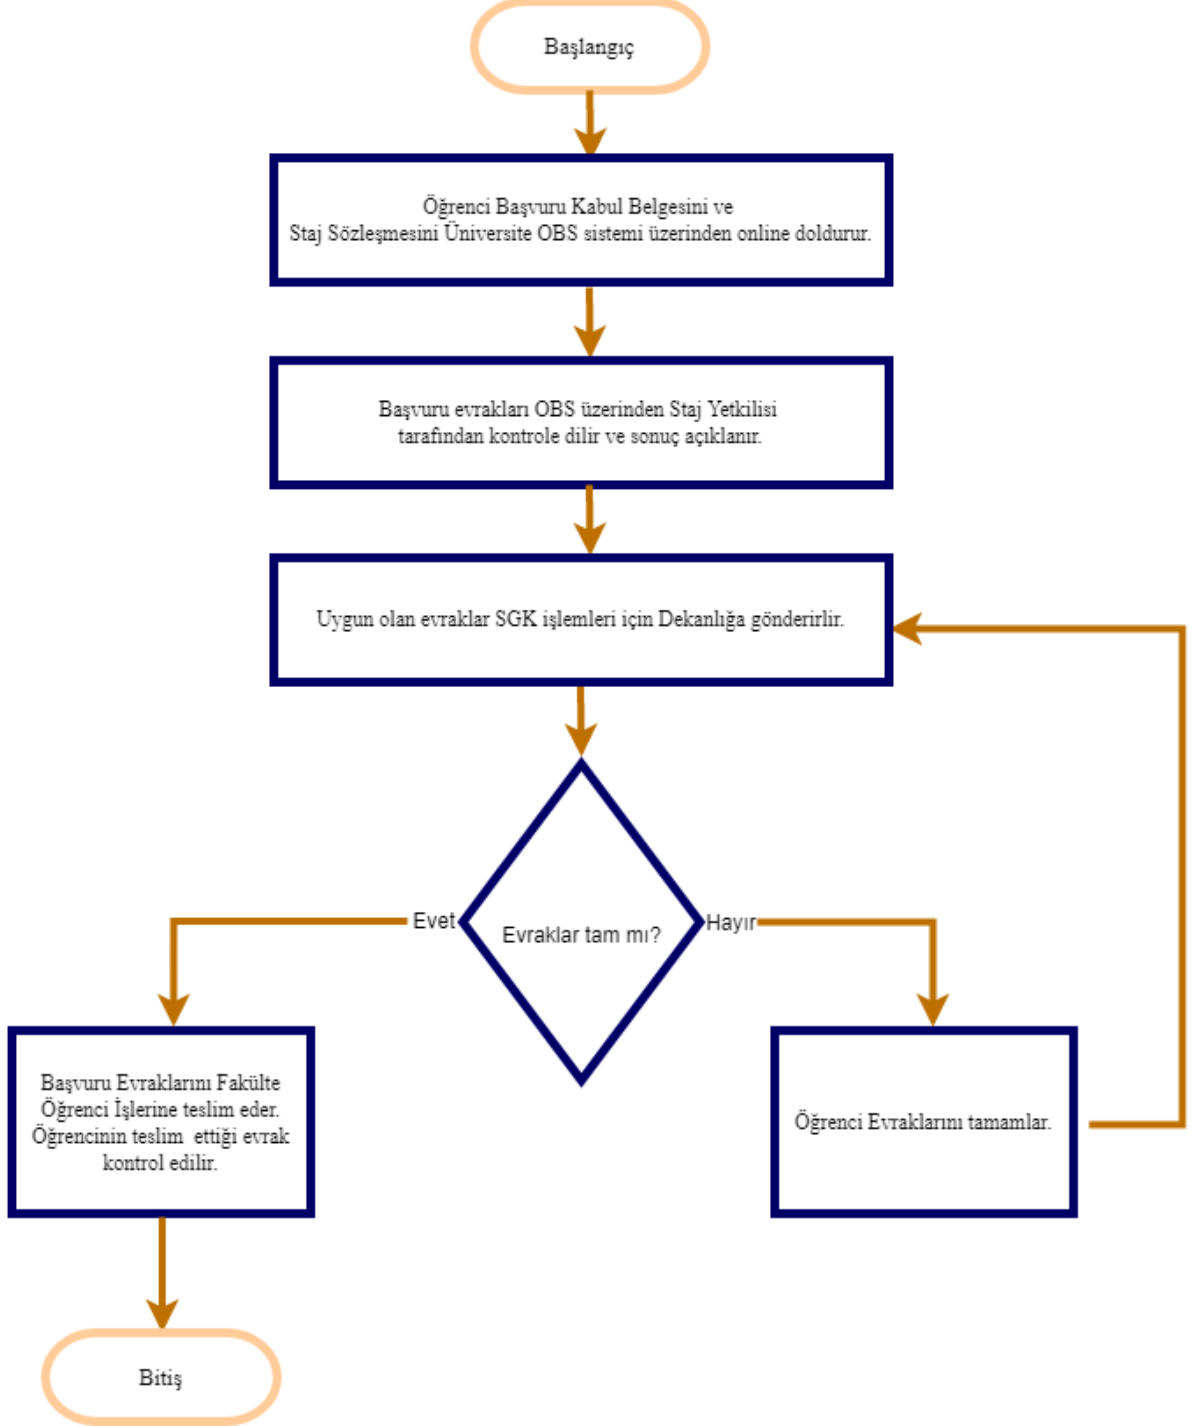 Başlangıç
Öğrenci Başvuru Kabul Belgesini ve
Staj Sözleşmesini Üniversite OBS sistemi üzerinden online doldurur.
Başvuru evrakları OBS üzerinden Staj Yetkilisi
tarafından kontrole dilir ve sonuç açıklanır.
Uygun olan evraklar SGK işlemleri için Dekanlığa gönderirlir.
Evraklar tam mı?
Evet
Hayır
Başvuru Evraklarını Fakülte
Öğrenci İşlerine teslim eder.
Öğrencinin teslim  ettiği evrak
kontrol edilir.
Öğrenci Evraklarını tamamlar.
Bitiş